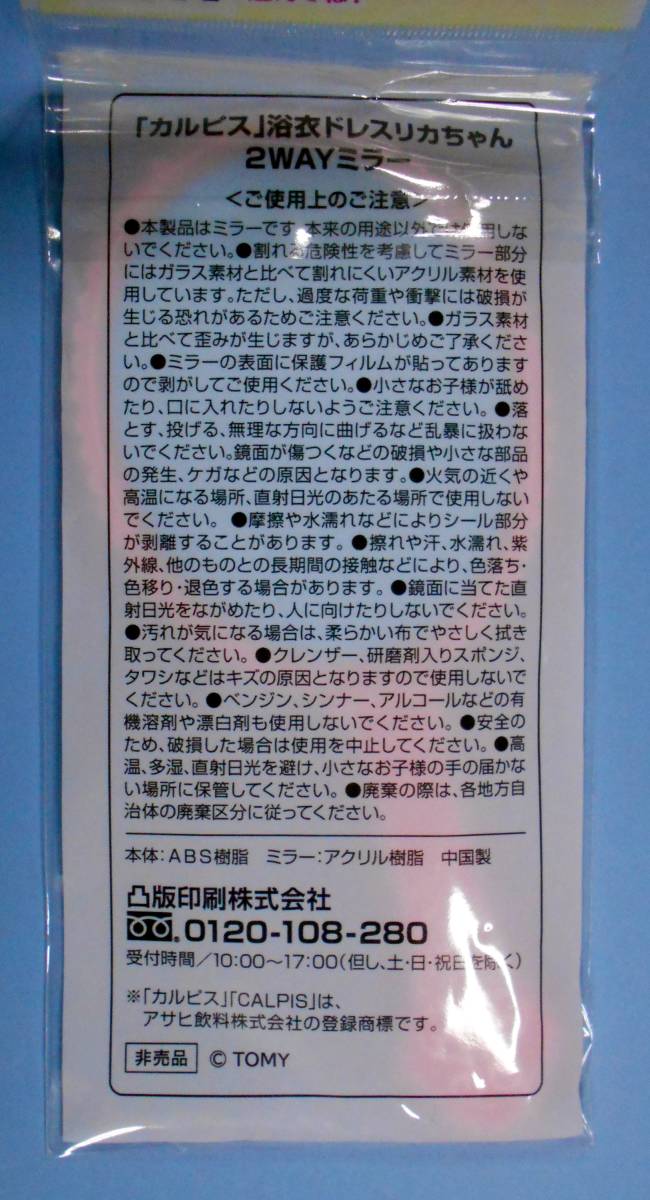 「カルピス」浴衣ドレスリカちゃん
2WAYミラー
<ご使用上のご注意>
●本製品はミラーです。本来の用途以外では使用しな
いでください。●割れる危険性を考慮してミラー部分
にはガラス素材と比べて割れにくいアクリル素材を使
用しています。ただし、過度な荷重や衝撃には破損が
生じる恐れがあるためご注意ください。●ガラス素材
と比べて歪みが生じますが、あらかじめご了承くださ
い。●ミラーの表面に保護フィルムが貼ってあります
ので剥がしてご使用ください。●小さなお子様が舐め
たり、口に入れたりしないようご注意ください。●落
とす、投げる、無理な方向に曲げるなど乱暴に扱わな
いでください。鏡面が傷つくなどの破損や小さな部品
の発生、ケガなどの原因となります。●火気の近くや
高温になる場所、直射日光のあたる場所で使用しない
でください。●摩擦や水濡れなどによりシール部分
が剥離することがあります。●擦れや汗、水濡れ、紫
外線、他のものとの長期間の接触などにより、色落ち・
色移り・退色する場合があります。●鏡面に当てた直
射日光をながめたり、人に向けたりしないでください。
●汚れが気になる場合は、柔らかい布でやさしく拭き
取ってください。●クレンザー、研磨剤入りスポンジ、
タワシなどはキズの原因となりますので使用しないで
ください。●ベンジン、シンナー、アルコールなどの有
機溶剤や漂白剤も使用しないでください。●安全の
ため、破損した場合は使用を中止してください。●高
温、多湿、直射日光を避け、小さなお子様の手の届かな
い場所に保管してください。●廃棄の際は、各地方自
治体の廃棄区分に従ってください。
本体:ABS樹脂 ミラー:アクリル樹脂 中国製
凸版印刷株式会社
0120-108-280
受付時間/10:00~17:00(但し、土・日・祝日を除く)
※「カルピス」「CALPIS」は、
アサヒ飲料株式会社の登録商標です。
非売品 © TOMY